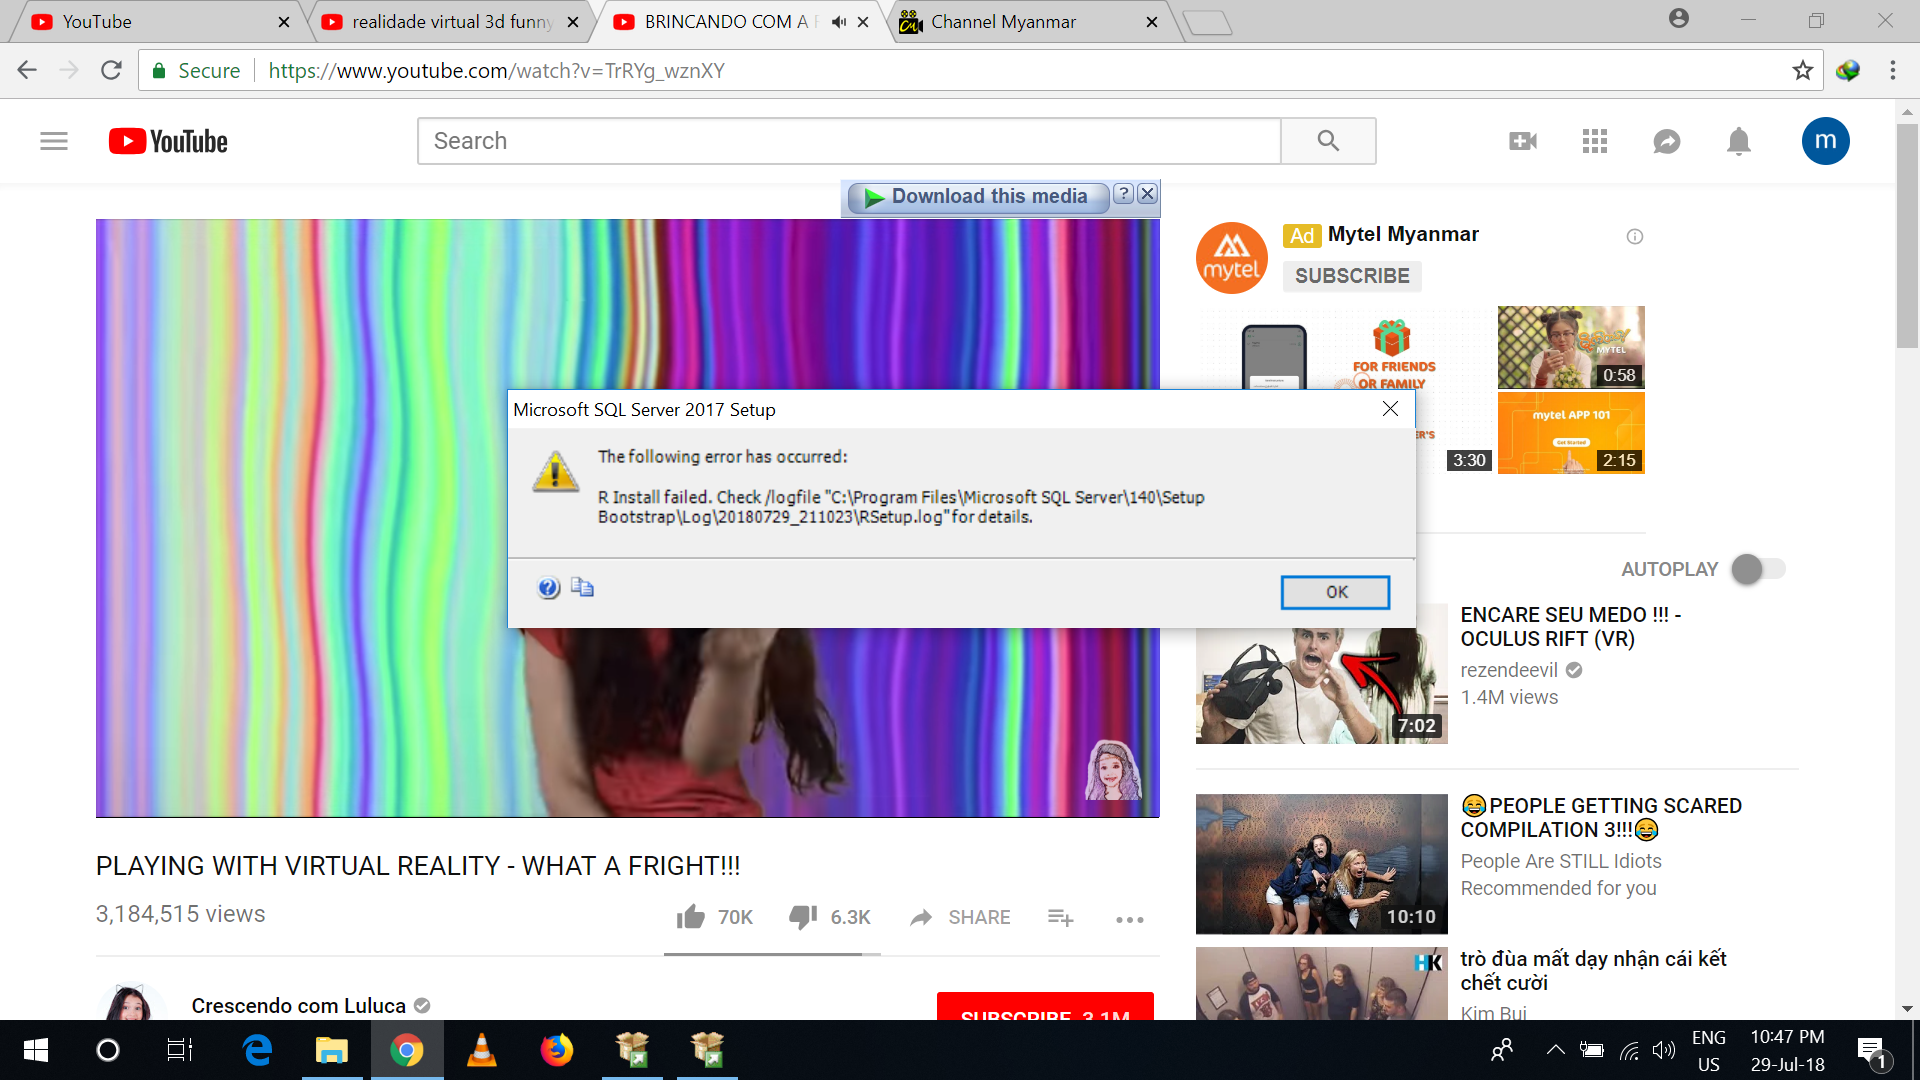 YouTube
realidade virtual 3d funny
BRINCANDO COM A
Channel Myanmar
Secure
https://www.youtube.com/watch?v=TrRYg_wznXY
YouTube
Search
m
Download this media
?
mytel
Ad Mytel Myanmar
SUBSCRIBE
FOR FRIENDS
OR FAMILY
3:30
MYTEL
0:58
mytel APP 101
Get Started
2:15
Microsoft SQL Server 2017 Setup
The following error has occurred:
R Install failed. Check /logfile "C:\Program Files\Microsoft SQL Server\140\Setup
Bootstrap\Log\20180729_211023\RSetup.log" for details.
OK
AUTOPLAY
ENCARE SEU MEDO !!! -
OCULUS RIFT (VR)
rezendeevil
1.4M views
7:02
😂PEOPLE GETTING SCARED
COMPILATION 3!!!😂
People Are STILL Idiots
Recommended for you
10:10
trò đùa mất dạy nhận cái kết
chết cười
Kim Bui
HK
PLAYING WITH VIRTUAL REALITY - WHAT A FRIGHT!!!
3,184,515 views
70K
6.3K
SHARE
Crescendo com Luluca
SUBSCRIBE 3.1M
ENG
US
10:47 PM
29-Jul-18
1